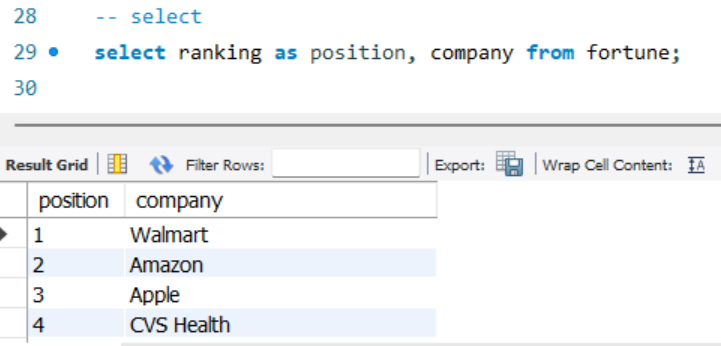 28 -- select
29 select ranking as position, company from fortune;
30
Result Grid Filter Rows: Export: Wrap Cell Content: IA
position company
1 Walmart
2 Amazon
3 Apple
4 CVS Health